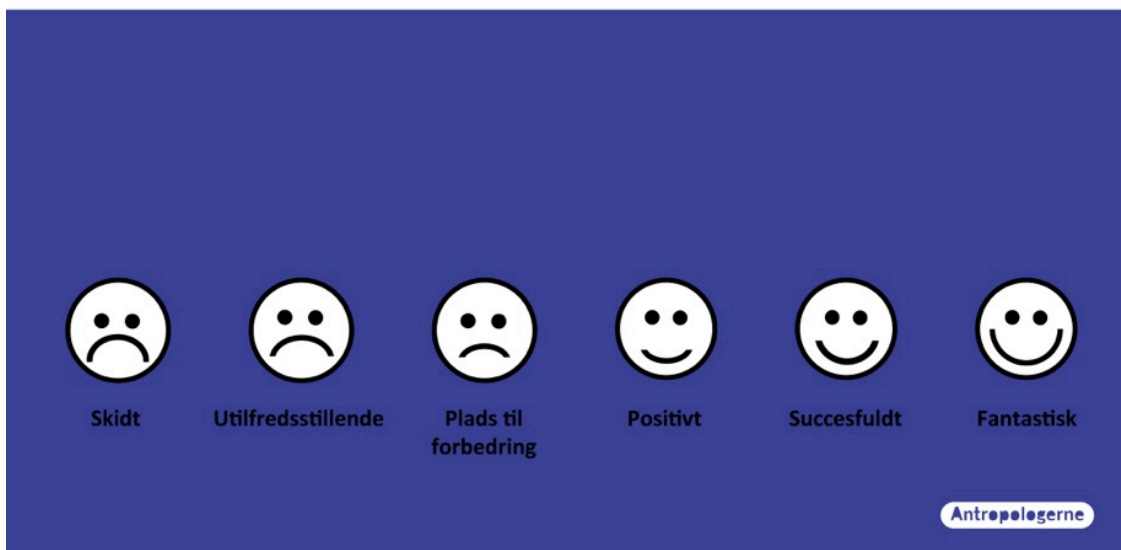 Skidt
Utilfredsstillende
Plads til
forbedring
Positivt
Succesfuldt
Fantastisk
Antropologerne